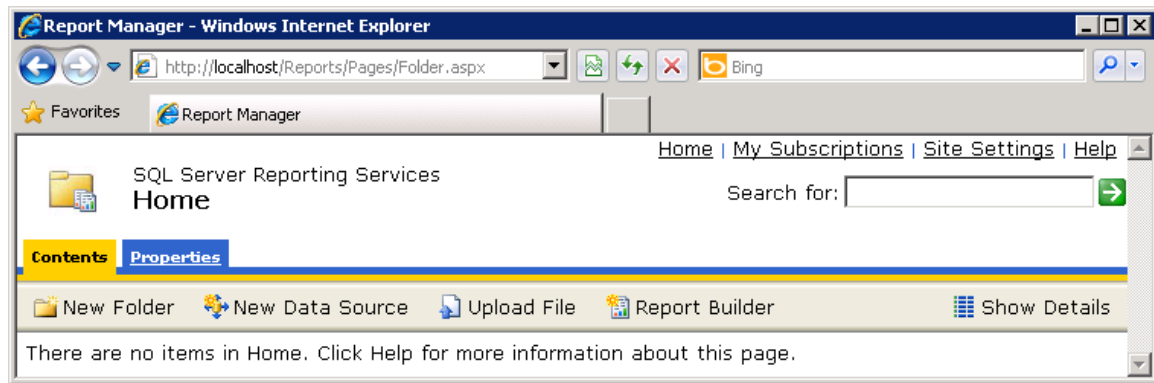 Report Manager - Windows Internet Explorer
http://localhost/Reports/Pages/Folder.aspx
Bing
Favorites
Report Manager
Home | My Subscriptions | Site Settings | Help
SQL Server Reporting Services
Home
Search for:
Contents
Properties
New Folder
New Data Source
Upload File
Report Builder
Show Details
There are no items in Home. Click Help for more information about this page.